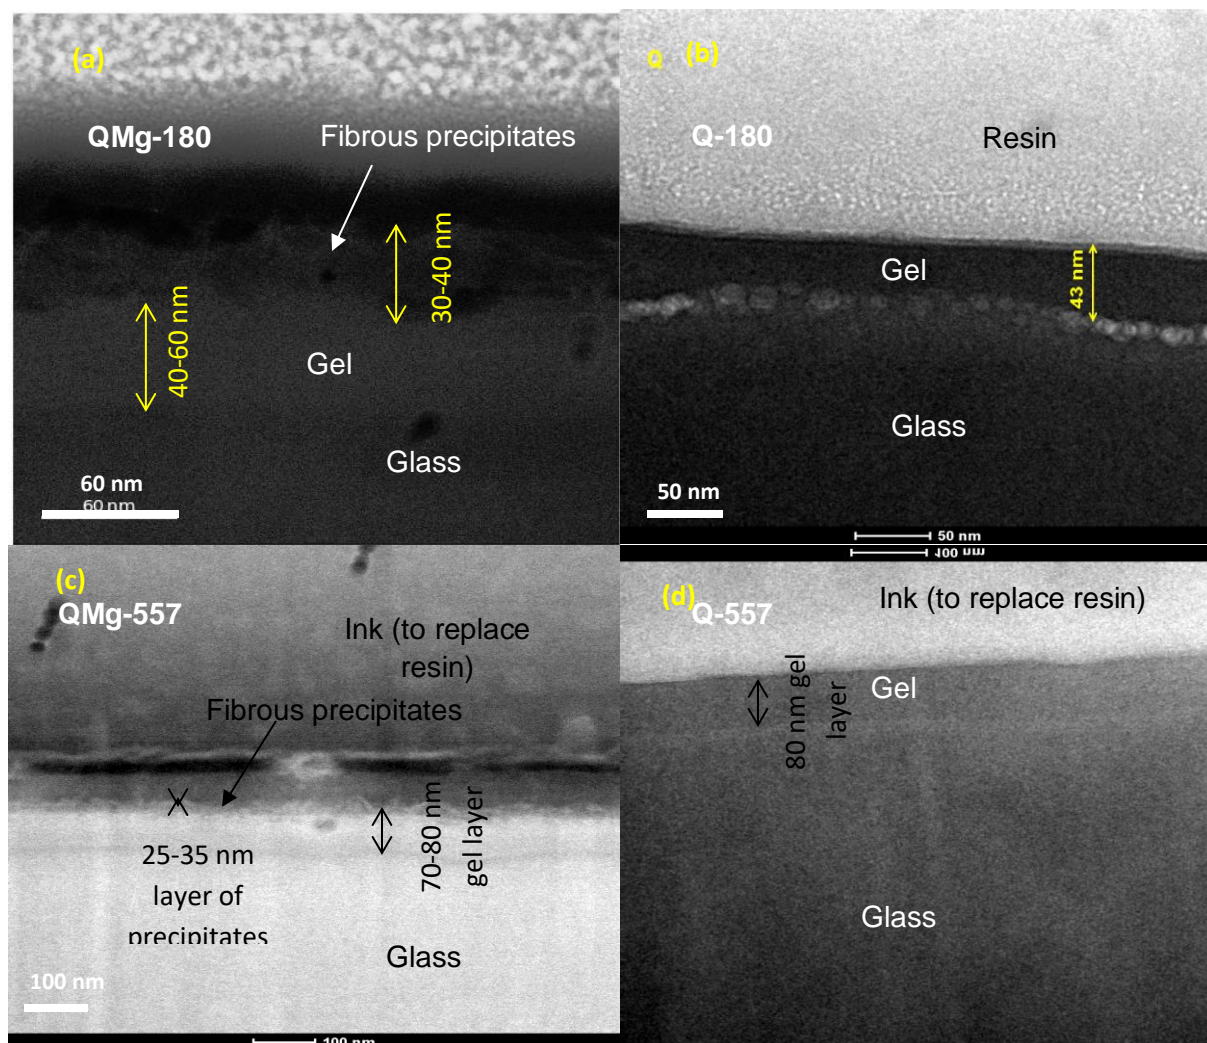 (a)
QMg-180
Fibrous precipitates
30-40 nm
40-60 nm
Gel
Glass
60 nm
60 nm
Q (b)
Q-180
Resin
Gel
43 nm
Glass
50 nm
50 nm
100 nm
(c)
QMg-557
Ink (to replace
resin)
Fibrous precipitates
25-35 nm
layer of
precipitates
70-80 nm
gel layer
Glass
100 nm
100 nm
(d)
Q-557
Ink (to replace resin)
Gel
80 nm gel
layer
Glass